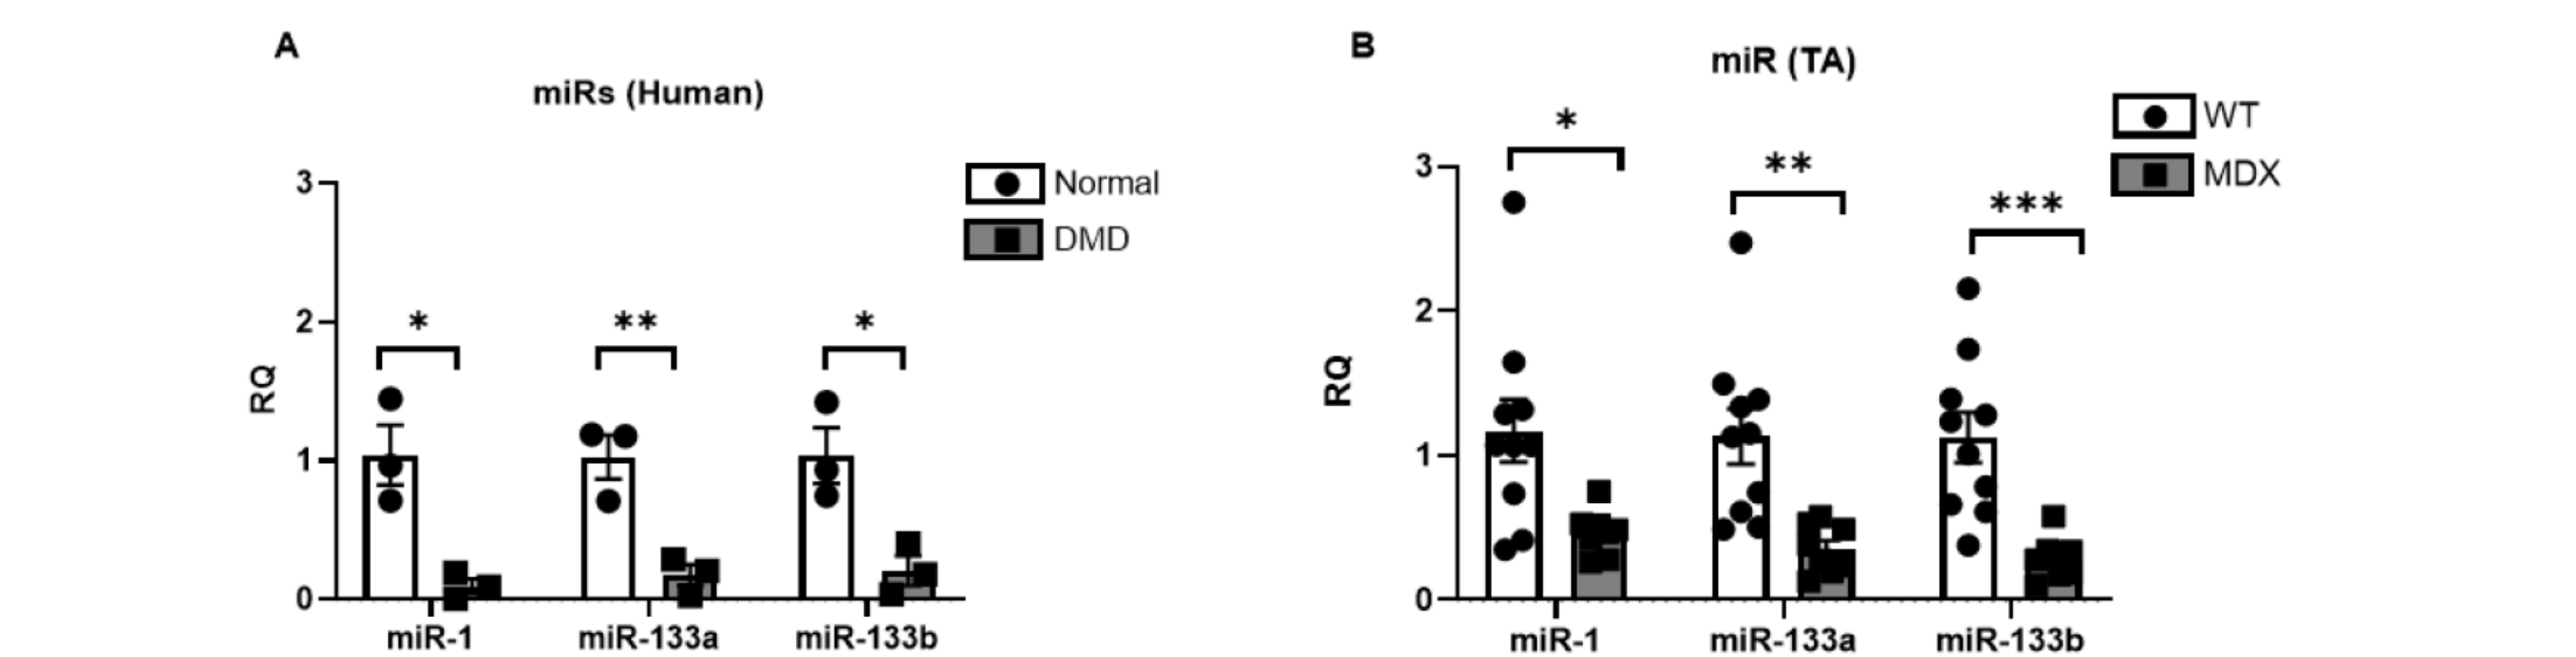 A
miRs (Human)
3
2
1
0
RQ
*
**
*
miR-1
miR-133a
miR-133b
Normal
DMD
B
miR (TA)
3
2
1
0
RQ
*
**
***
miR-1
miR-133a
miR-133b
WT
MDX